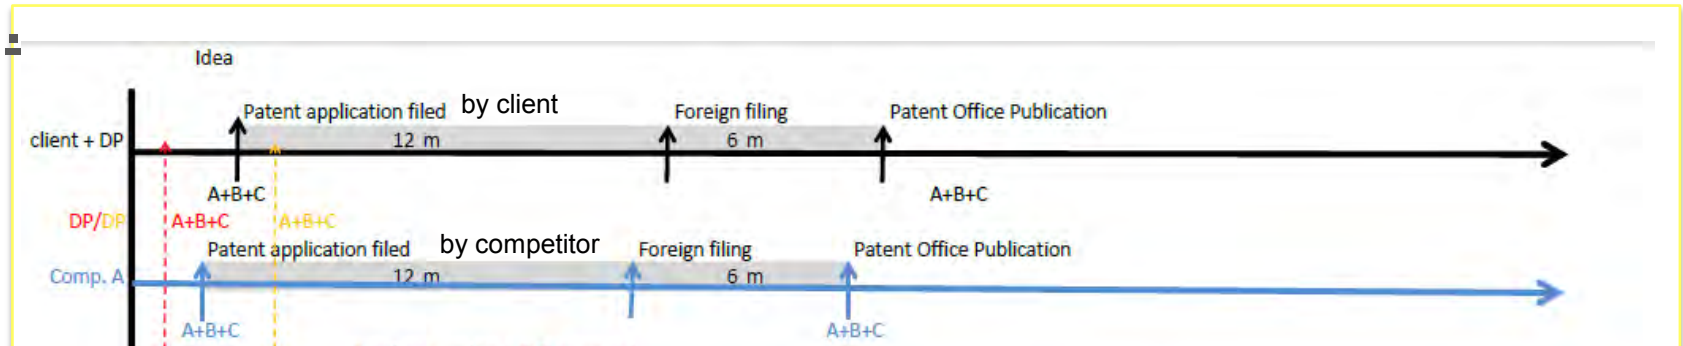 Idea
Patent application filed by client Foreign filing Patent Office Publication
client + DP 12 m 6 m
A+B+C A+B+C
DP/DP A+B+C A+B+C
Patent application filed by competitor Foreign filing Patent Office Publication
Comp. A 12 m 6 m
A+B+C A+B+C